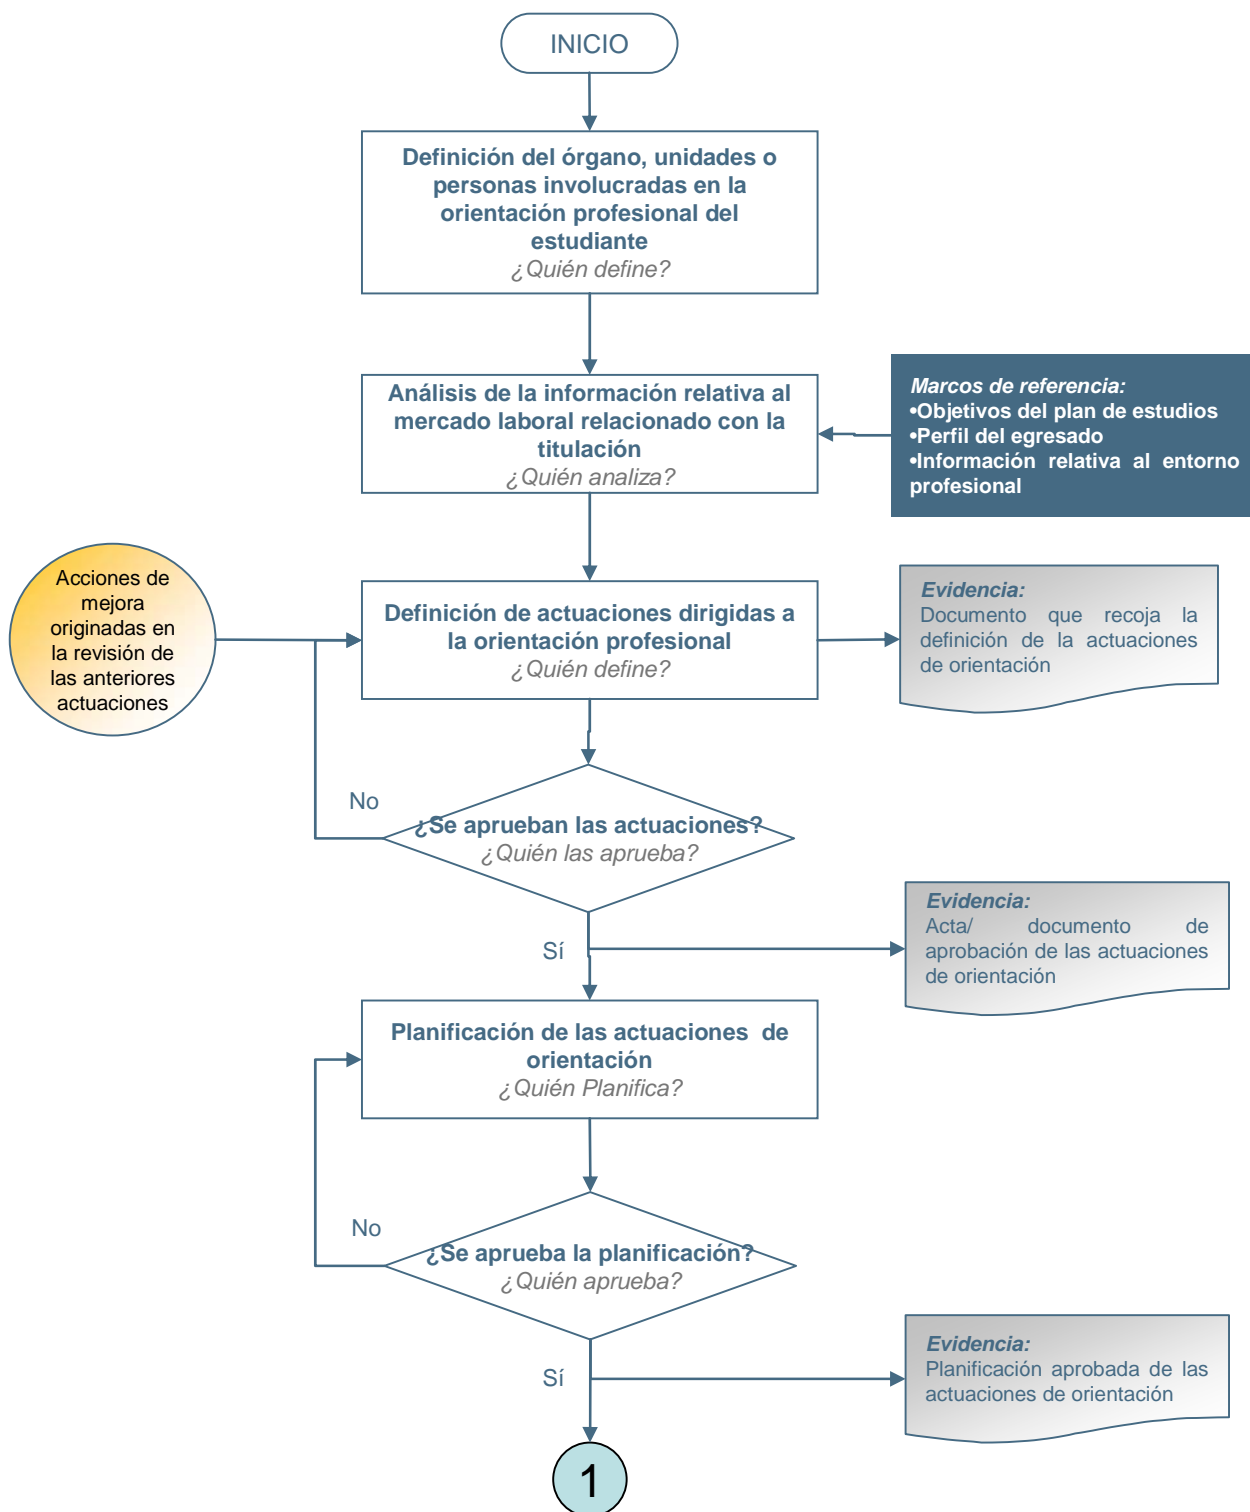 INICIO
Definición del órgano, unidades o
personas involucradas en la
orientación profesional del
estudiante
¿Quién define?
Análisis de la información relativa al
mercado laboral relacionado con la
titulación
¿Quién analiza?
Marcos de referencia:
•Objetivos del plan de estudios
•Perfil del egresado
•Información relativa al entorno
profesional
Acciones de
mejora
originadas en
la revisión de
las anteriores
actuaciones
Definición de actuaciones dirigidas a
la orientación profesional
¿Quién define?
Evidencia:
Documento que recoja la
definición de la actuaciones
de orientación
No
¿Se aprueban las actuaciones?
¿Quién las aprueba?
Sí
Evidencia:
Acta/ documento de
aprobación de las actuaciones
de orientación
Planificación de las actuaciones de
orientación
¿Quién Planifica?
No
¿Se aprueba la planificación?
¿Quién aprueba?
Sí
Evidencia:
Planificación aprobada de las
actuaciones de orientación
1